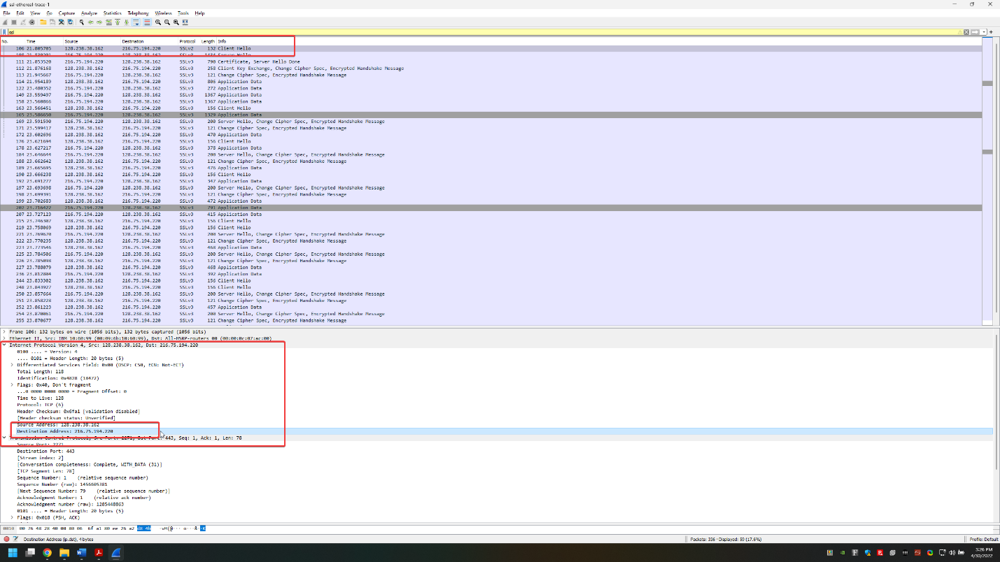 ssl-ethereal-trace-1
File Edit View Go Capture Analyze Statistics Telephony Wireless Tools Help
ssl
No. Time Source Destination Protocol Length Info
106 21.805705 128.238.38.162 216.75.194.220 SSLv2 132 Client Hello
108 21.830201 216.75.194.220 128.238.38.162 SSLv3 1434 Server Hello
111 21.853520 216.75.194.220 128.238.38.162 SSLv3 790 Certificate, Server Hello Done
112 21.876168 128.238.38.162 216.75.194.220 SSLv3 258 Client Key Exchange, Change Cipher Spec, Encrypted Handshake Message
113 21.945667 216.75.194.220 128.238.38.162 SSLv3 121 Change Cipher Spec, Encrypted Handshake Message
114 21.954189 128.238.38.162 216.75.194.220 SSLv3 806 Application Data
122 23.480352 216.75.194.220 128.238.38.162 SSLv3 272 Application Data
149 23.559497 216.75.194.220 128.238.38.162 SSLv3 1367 Application Data
158 23.560866 216.75.194.220 128.238.38.162 SSLv3 1367 Application Data
163 23.566451 128.238.38.162 216.75.194.220 SSLv3 156 Client Hello
165 23.586650 216.75.194.220 128.238.38.162 SSLv3 1329 Application Data
169 23.591590 216.75.194.220 128.238.38.162 SSLv3 200 Server Hello, Change Cipher Spec, Encrypted Handshake Message
171 23.599417 128.238.38.162 216.75.194.220 SSLv3 121 Change Cipher Spec, Encrypted Handshake Message
172 23.602696 128.238.38.162 216.75.194.220 SSLv3 470 Application Data
176 23.621694 128.238.38.162 216.75.194.220 SSLv3 156 Client Hello
178 23.627217 216.75.194.220 128.238.38.162 SSLv3 378 Application Data
184 23.646644 216.75.194.220 128.238.38.162 SSLv3 200 Server Hello, Change Cipher Spec, Encrypted Handshake Message
188 23.662642 128.238.38.162 216.75.194.220 SSLv3 121 Change Cipher Spec, Encrypted Handshake Message
189 23.665695 128.238.38.162 216.75.194.220 SSLv3 476 Application Data
190 23.666238 128.238.38.162 216.75.194.220 SSLv3 156 Client Hello
192 23.691277 216.75.194.220 128.238.38.162 SSLv3 347 Application Data
197 23.693698 216.75.194.220 128.238.38.162 SSLv3 200 Server Hello, Change Cipher Spec, Encrypted Handshake Message
198 23.699391 128.238.38.162 216.75.194.220 SSLv3 121 Change Cipher Spec, Encrypted Handshake Message
199 23.702683 128.238.38.162 216.75.194.220 SSLv3 472 Application Data
202 23.716422 216.75.194.220 128.238.38.162 SSLv3 791 Application Data
207 23.727123 216.75.194.220 128.238.38.162 SSLv3 415 Application Data
215 23.746307 128.238.38.162 216.75.194.220 SSLv3 156 Client Hello
219 23.758069 128.238.38.162 216.75.194.220 SSLv3 156 Client Hello
221 23.769670 216.75.194.220 128.238.38.162 SSLv3 200 Server Hello, Change Cipher Spec, Encrypted Handshake Message
222 23.770235 128.238.38.162 216.75.194.220 SSLv3 121 Change Cipher Spec, Encrypted Handshake Message
223 23.773546 128.238.38.162 216.75.194.220 SSLv3 468 Application Data
225 23.784506 216.75.194.220 128.238.38.162 SSLv3 200 Server Hello, Change Cipher Spec, Encrypted Handshake Message
226 23.785098 128.238.38.162 216.75.194.220 SSLv3 121 Change Cipher Spec, Encrypted Handshake Message
227 23.788079 128.238.38.162 216.75.194.220 SSLv3 468 Application Data
236 23.812804 216.75.194.220 128.238.38.162 SSLv3 392 Application Data
244 23.833302 128.238.38.162 216.75.194.220 SSLv3 156 Client Hello
248 23.843927 128.238.38.162 216.75.194.220 SSLv3 156 Client Hello
250 23.857664 216.75.194.220 128.238.38.162 SSLv3 200 Server Hello, Change Cipher Spec, Encrypted Handshake Message
251 23.858228 128.238.38.162 216.75.194.220 SSLv3 121 Change Cipher Spec, Encrypted Handshake Message
252 23.861223 128.238.38.162 216.75.194.220 SSLv3 457 Application Data
254 23.870061 216.75.194.220 128.238.38.162 SSLv3 200 Server Hello, Change Cipher Spec, Encrypted Handshake Message
255 23.870677 128.238.38.162 216.75.194.220 SSLv3 121 Change Cipher Spec, Encrypted Handshake Message
Frame 106: 132 bytes on wire (1056 bits), 132 bytes captured (1056 bits)
Ethernet II, Src: IBM_10:60:99 (00:09:6b:10:60:99), Dst: All-HSRP-routers_00 (00:00:0c:07:ac:00)
Internet Protocol Version 4, Src: 128.238.38.162, Dst: 216.75.194.220
0100 .... = Version: 4
.... 0101 = Header Length: 20 bytes (5)
Differentiated Services Field: 0x00 (DSCP: CS0, ECN: Not-ECT)
Total Length: 118
Identification: 0x4828 (18472)
Flags: 0x40, Don't fragment
...0 0000 0000 0000 = Fragment Offset: 0
Time to Live: 128
Protocol: TCP (6)
Header Checksum: 0x6fa1 [validation disabled]
[Header checksum status: Unverified]
Source Address: 128.238.38.162
Destination Address: 216.75.194.220
Transmission Control Protocol, Src Port: 2271, Dst Port: 443, Seq: 1, Ack: 1, Len: 78
Source Port: 2271
Destination Port: 443
[Stream index: 2]
[Conversation completeness: Complete, WITH_DATA (31)]
[TCP Segment Len: 78]
Sequence Number: 1 (relative sequence number)
Sequence Number (raw): 1456605381
[Next Sequence Number: 79 (relative sequence number)]
Acknowledgment Number: 1 (relative ack number)
Acknowledgment number (raw): 1285448863
0101 .... = Header Length: 20 bytes (5)
Flags: 0x018 (PSH, ACK)
0010 00 76 48 28 40 00 80 06 6f a1 80 ee 26 a2 d8 4b ·vH(@··· o···&··K
Destination Address (ip.dst), 4 bytes
Packets: 336 · Displayed: 59 (17.6%)
Profile: Default
3:26 PM
4/30/2022